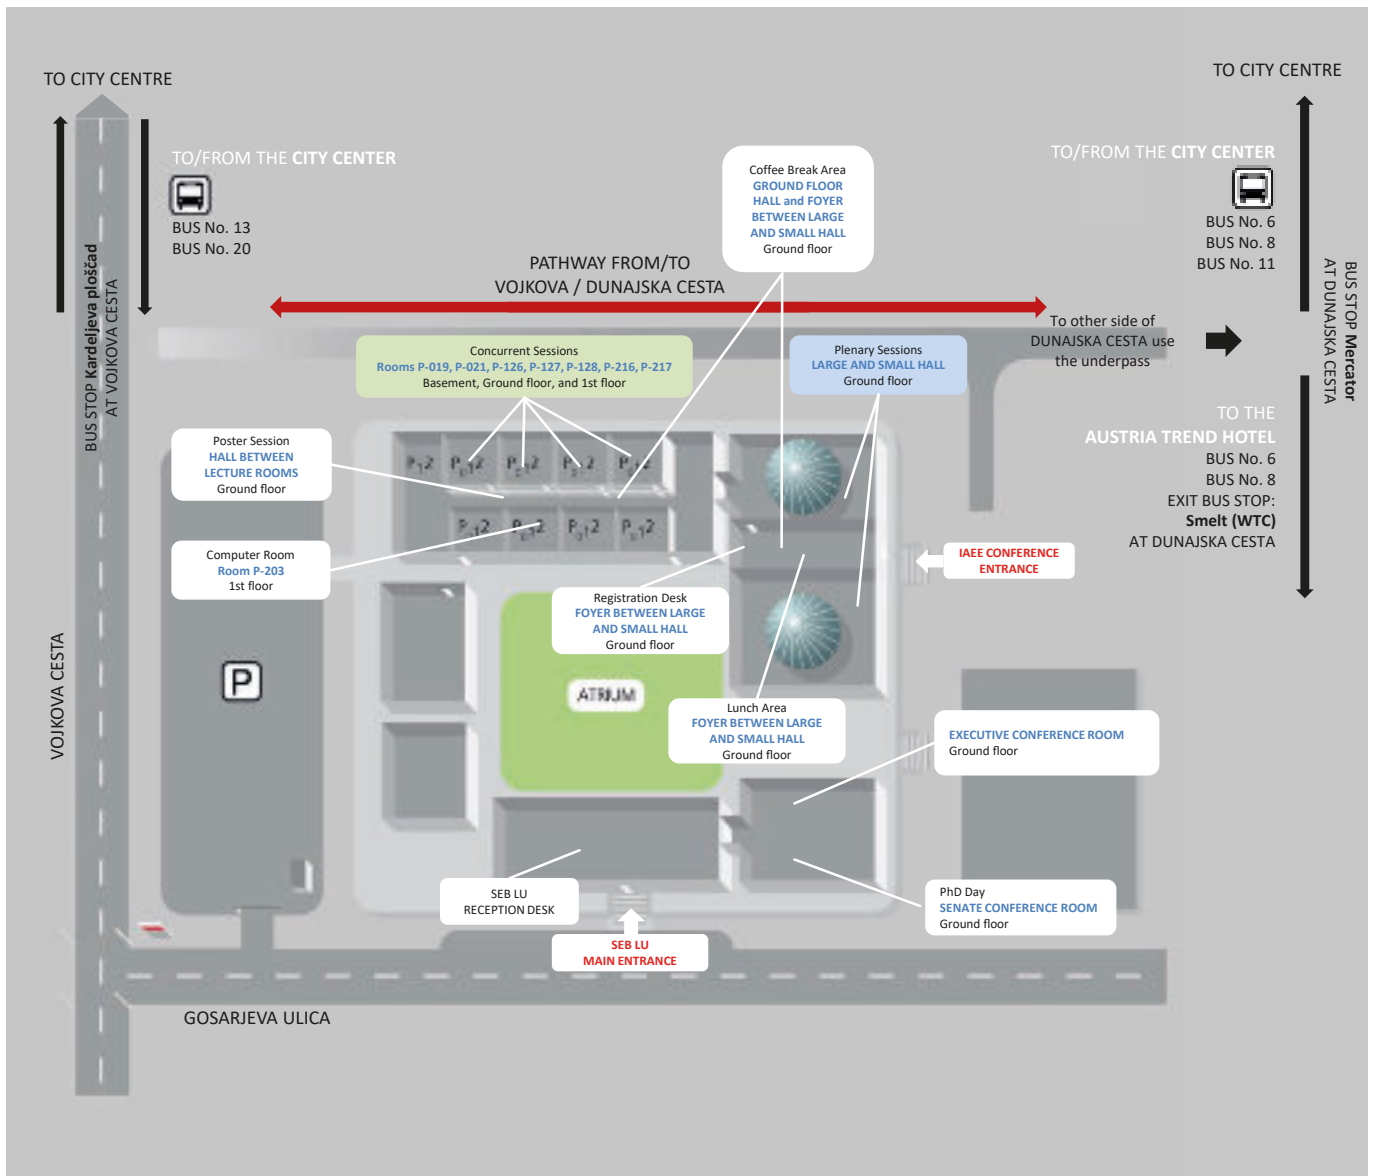 TO CITY CENTRE
TO CITY CENTRE
TO/FROM THE CITY CENTER
BUS No. 13
BUS No. 20
TO/FROM THE CITY CENTER
BUS No. 6
BUS No. 8
BUS No. 11
Coffee Break Area
GROUND FLOOR
HALL and FOYER
BETWEEN LARGE
AND SMALL HALL
Ground floor
PATHWAY FROM/TO
VOJKOVA / DUNAJSKA CESTA
BUS STOP Kardeljeva ploščad
AT VOJKOVA CESTA
BUS STOP Mercator
AT DUNAJSKA CESTA
To other side of
DUNAJSKA CESTA use
the underpass
Concurrent Sessions
Rooms P-019, P-021, P-126, P-127, P-128, P-216, P-217
Basement, Ground floor, and 1st floor
Plenary Sessions
LARGE AND SMALL HALL
Ground floor
TO THE
AUSTRIA TREND HOTEL
BUS No. 6
BUS No. 8
EXIT BUS STOP:
Smelt (WTC)
AT DUNAJSKA CESTA
Poster Session
HALL BETWEEN
LECTURE ROOMS
Ground floor
Computer Room
Room P-203
1st floor
IAEE CONFERENCE
ENTRANCE
Registration Desk
FOYER BETWEEN LARGE
AND SMALL HALL
Ground floor
VOJKOVA CESTA
P
ATRIUM
Lunch Area
FOYER BETWEEN LARGE
AND SMALL HALL
Ground floor
EXECUTIVE CONFERENCE ROOM
Ground floor
SEB LU
RECEPTION DESK
PhD Day
SENATE CONFERENCE ROOM
Ground floor
SEB LU
MAIN ENTRANCE
GOSARJEVA ULICA